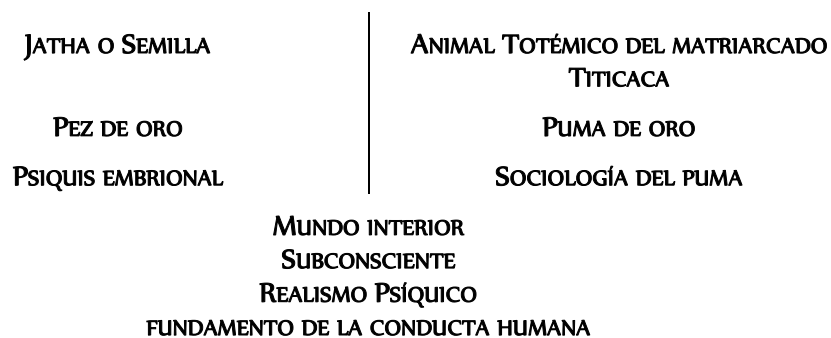 Jatha o Semilla
Animal Totémico del matriarcado
Titicaca
Pez de oro
Puma de oro
Psiquis embrional
Sociología del puma
Mundo interior
Subconsciente
Realismo Psíquico
fundamento de la conducta humana